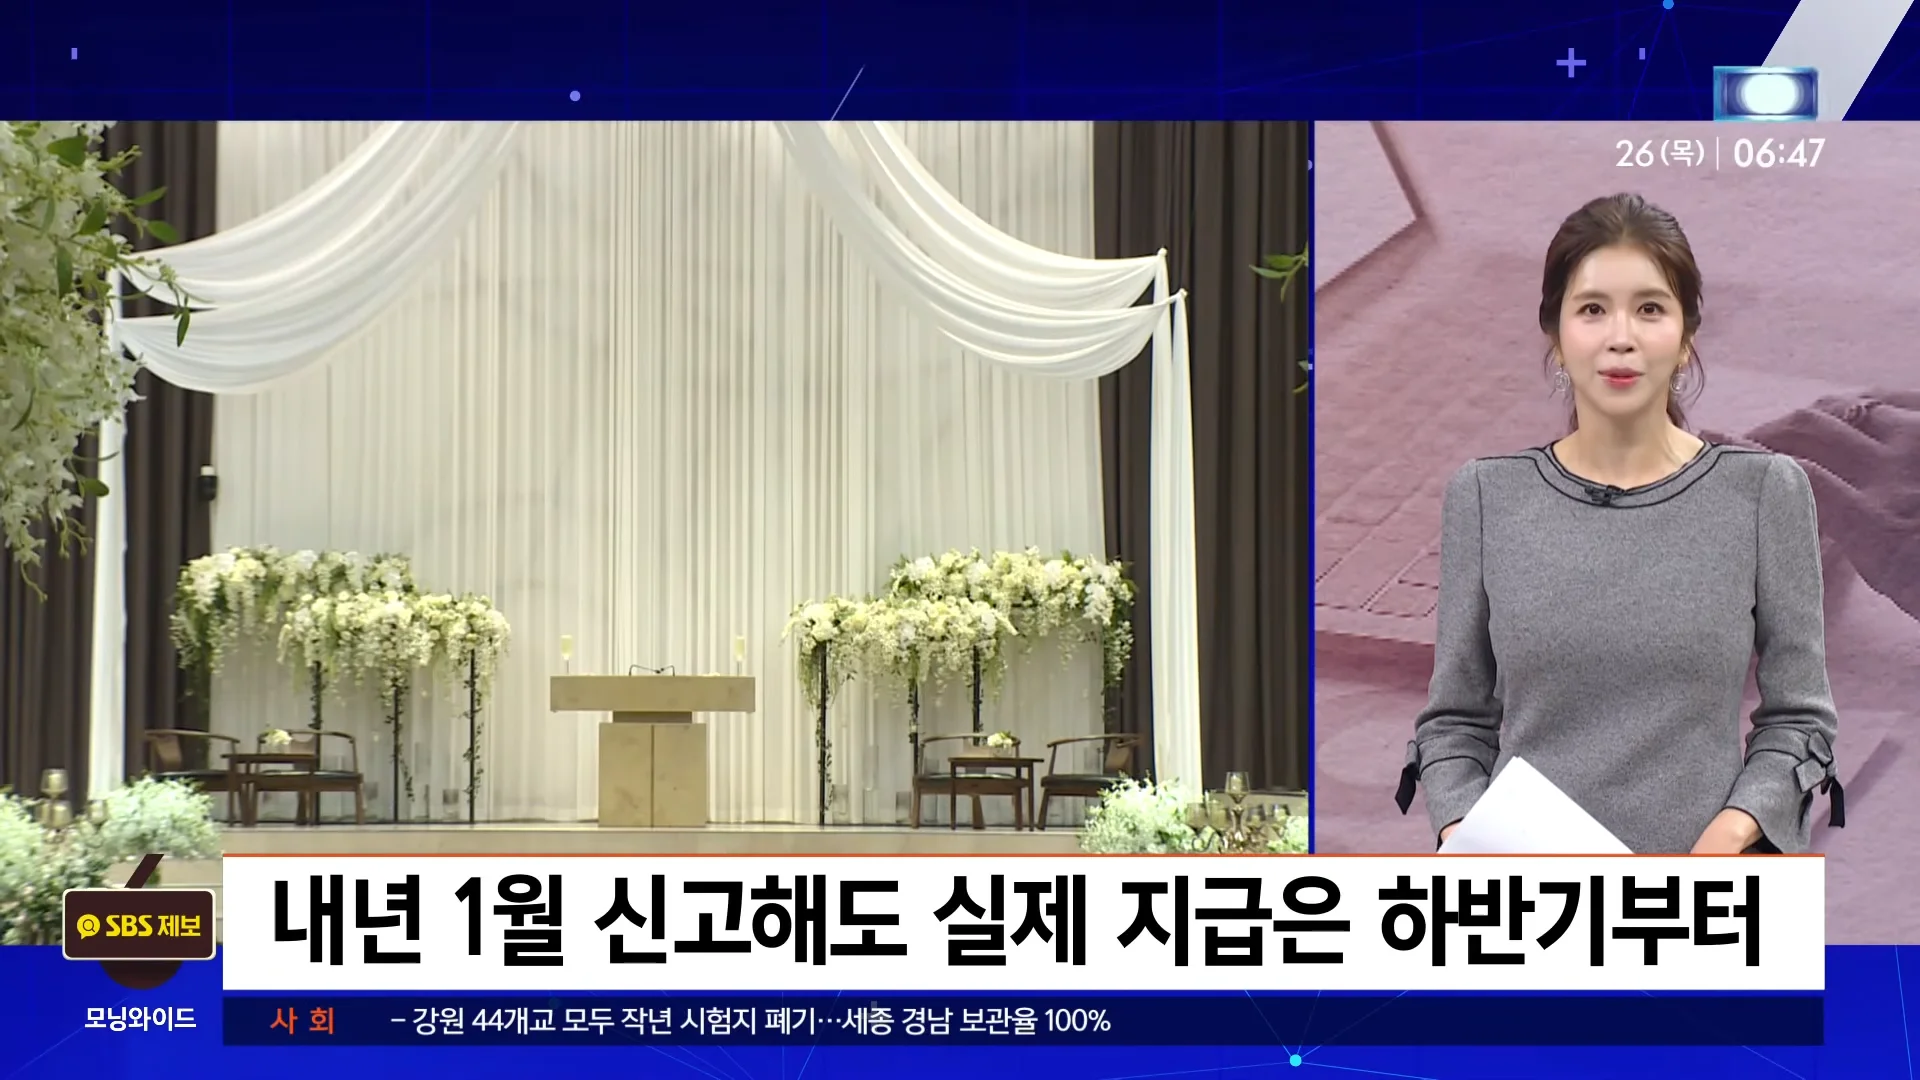 26(목) | 06:47
내년 1월 신고해도 실제 지급은 하반기부터
SBS 제보
모닝와이드
사 회 - 강원 44개교 모두 작년 시험지 폐기…세종 경남 보관율 100%